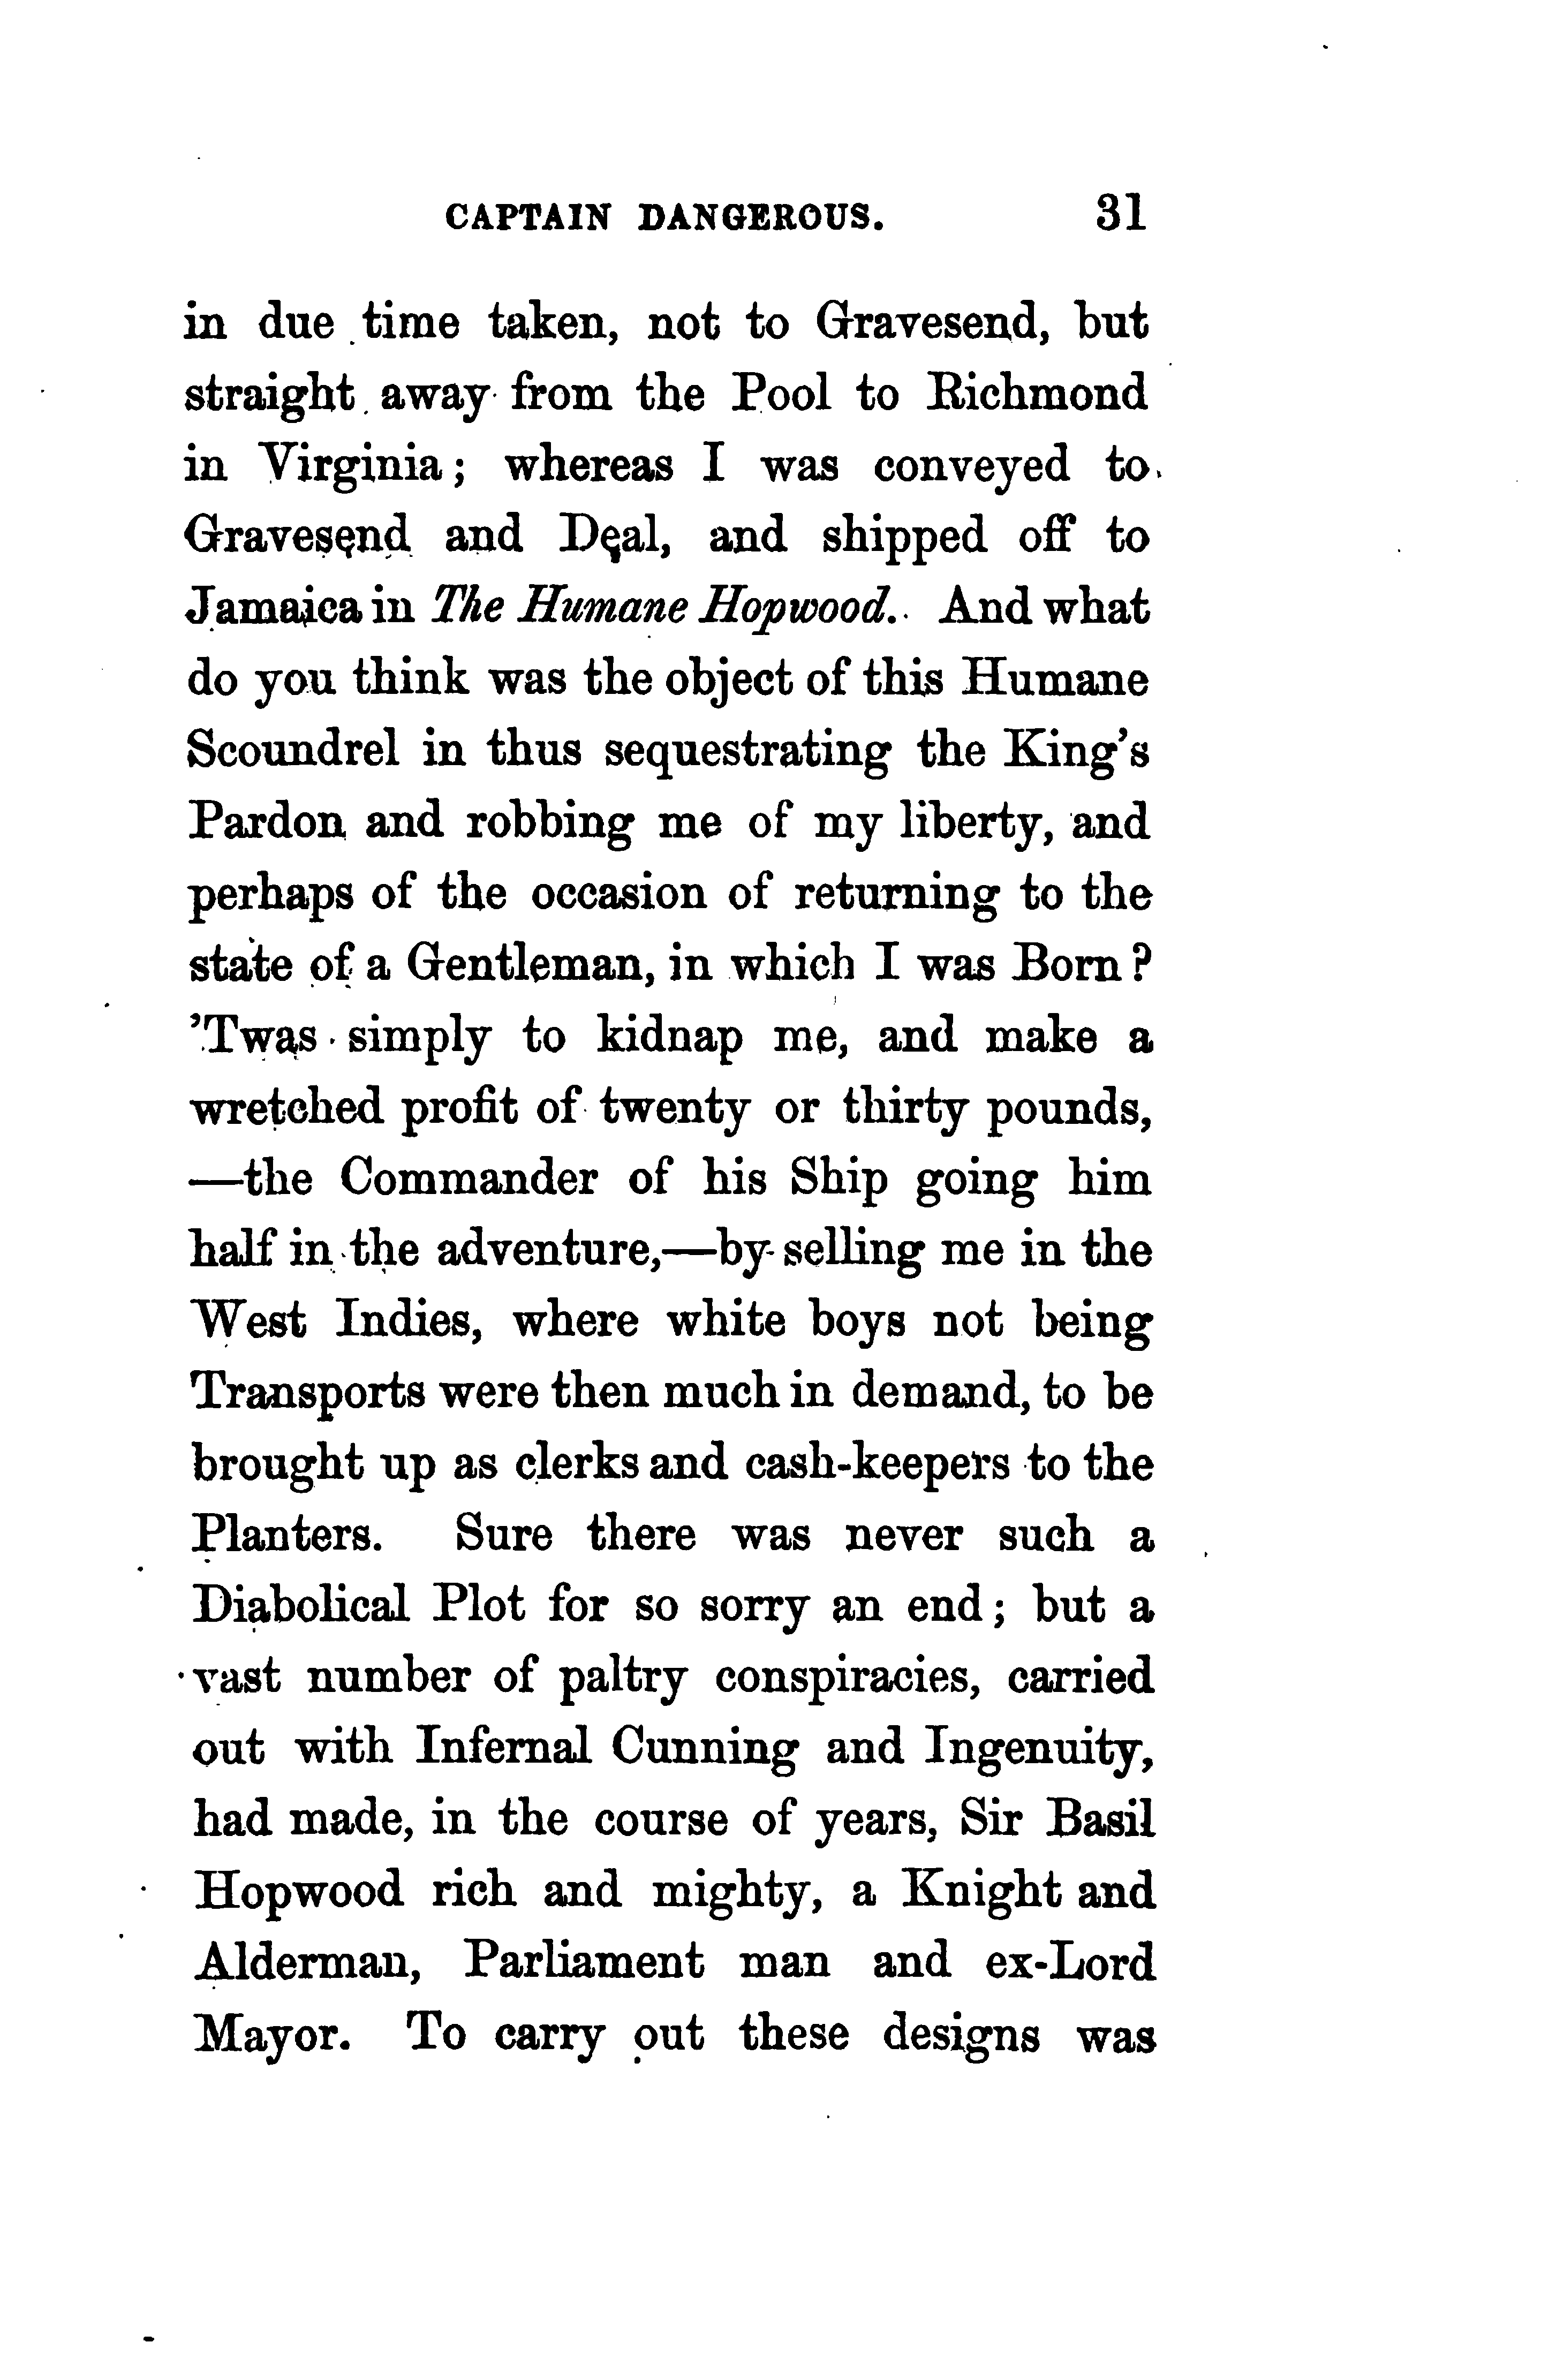 CAPTAIN DANGEROUS. 31
in due time taken, not to Gravesend, but
straight away from the Pool to Richmond
in Virginia; whereas I was conveyed to
Gravesend and Deal, and shipped off to
Jamaica in The Humane Hopwood. And what
do you think was the object of this Humane
Scoundrel in thus sequestrating the King's
Pardon and robbing me of my liberty, and
perhaps of the occasion of returning to the
state of a Gentleman, in which I was Born?
'Twas simply to kidnap me, and make a
wretched profit of twenty or thirty pounds,
—the Commander of his Ship going him
half in the adventure,—by selling me in the
West Indies, where white boys not being
Transports were then much in demand, to be
brought up as clerks and cash-keepers to the
Planters. Sure there was never such a
Diabolical Plot for so sorry an end; but a
vast number of paltry conspiracies, carried
out with Infernal Cunning and Ingenuity,
had made, in the course of years, Sir Basil
Hopwood rich and mighty, a Knight and
Alderman, Parliament man and ex-Lord
Mayor. To carry out these designs was